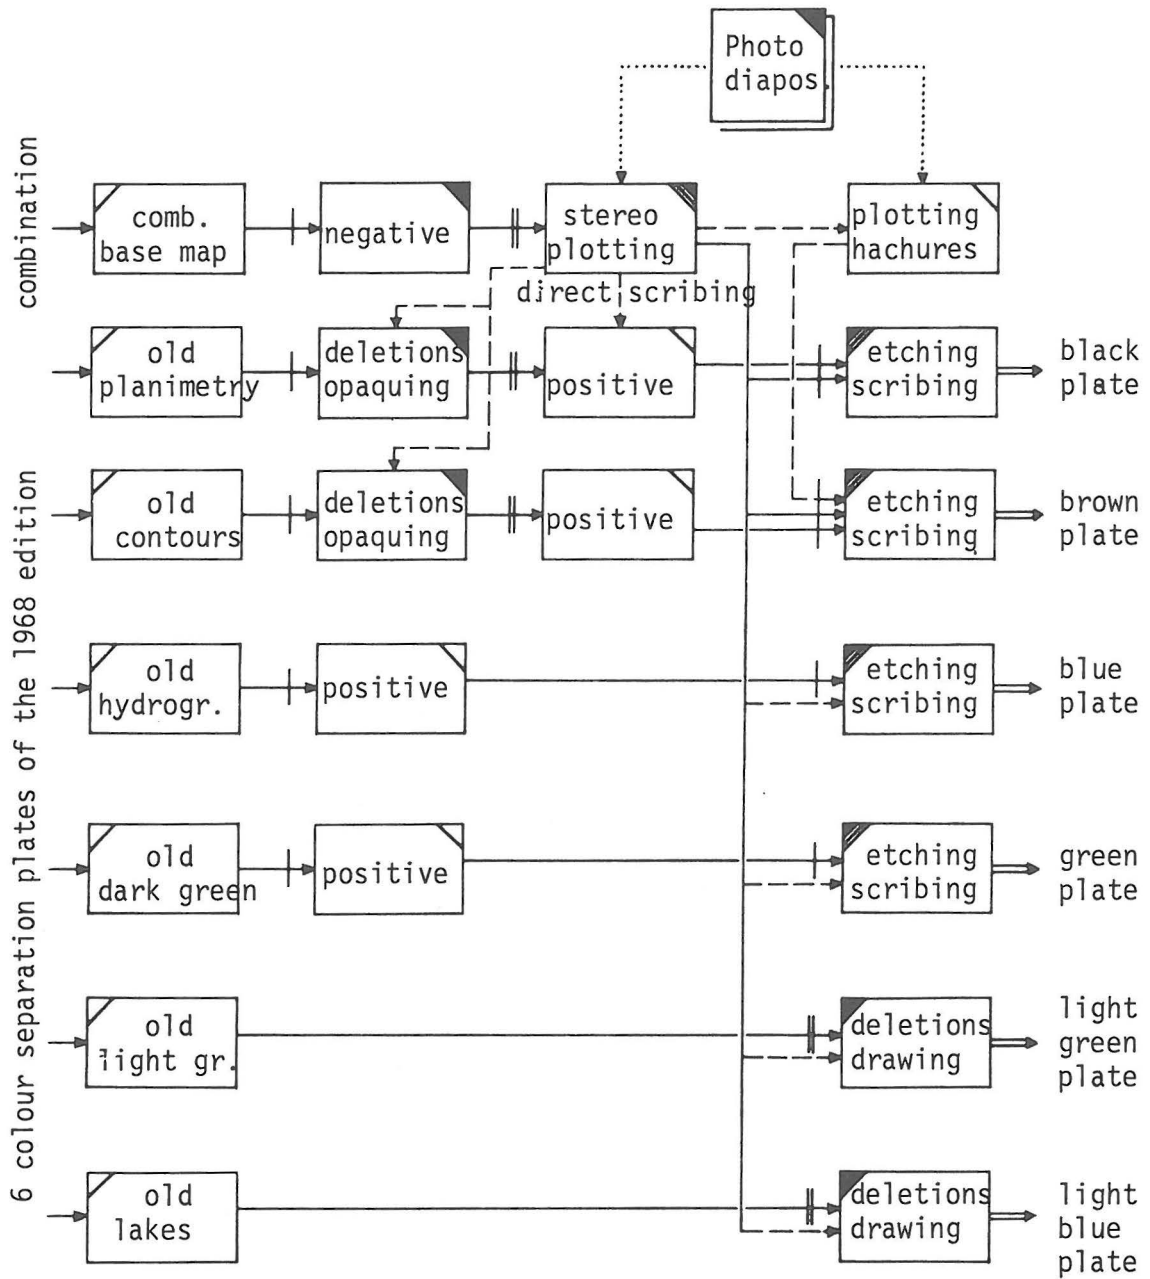 Photo
diapos.
combination
comb.
base map
negative
stereo
plotting
plotting
hachures
direct scribing
old
planimetry
deletions
opaquing
positive
etching
scribing
black
plate
6 colour separation plates of the 1968 edition
old
contours
deletions
opaquing
positive
etching
scribing
brown
plate
old
hydrogr.
positive
etching
scribing
blue
plate
old
dark green
positive
etching
scribing
green
plate
old
light gr.
deletions
drawing
light
green
plate
old
lakes
deletions
drawing
light
blue
plate